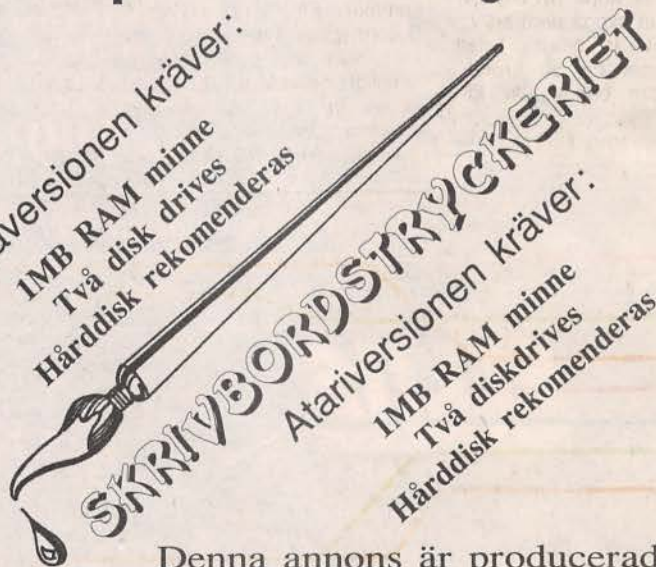 aversionen kräver:
1MB RAM minne
Två disk drives
Hårddisk rekomenderas
SKRIVBORDSTRYCKERIET
Atariversionen kräver:
1MB RAM minne
Två diskdrives
Hårddisk rekomenderas
Denna annons är producerad